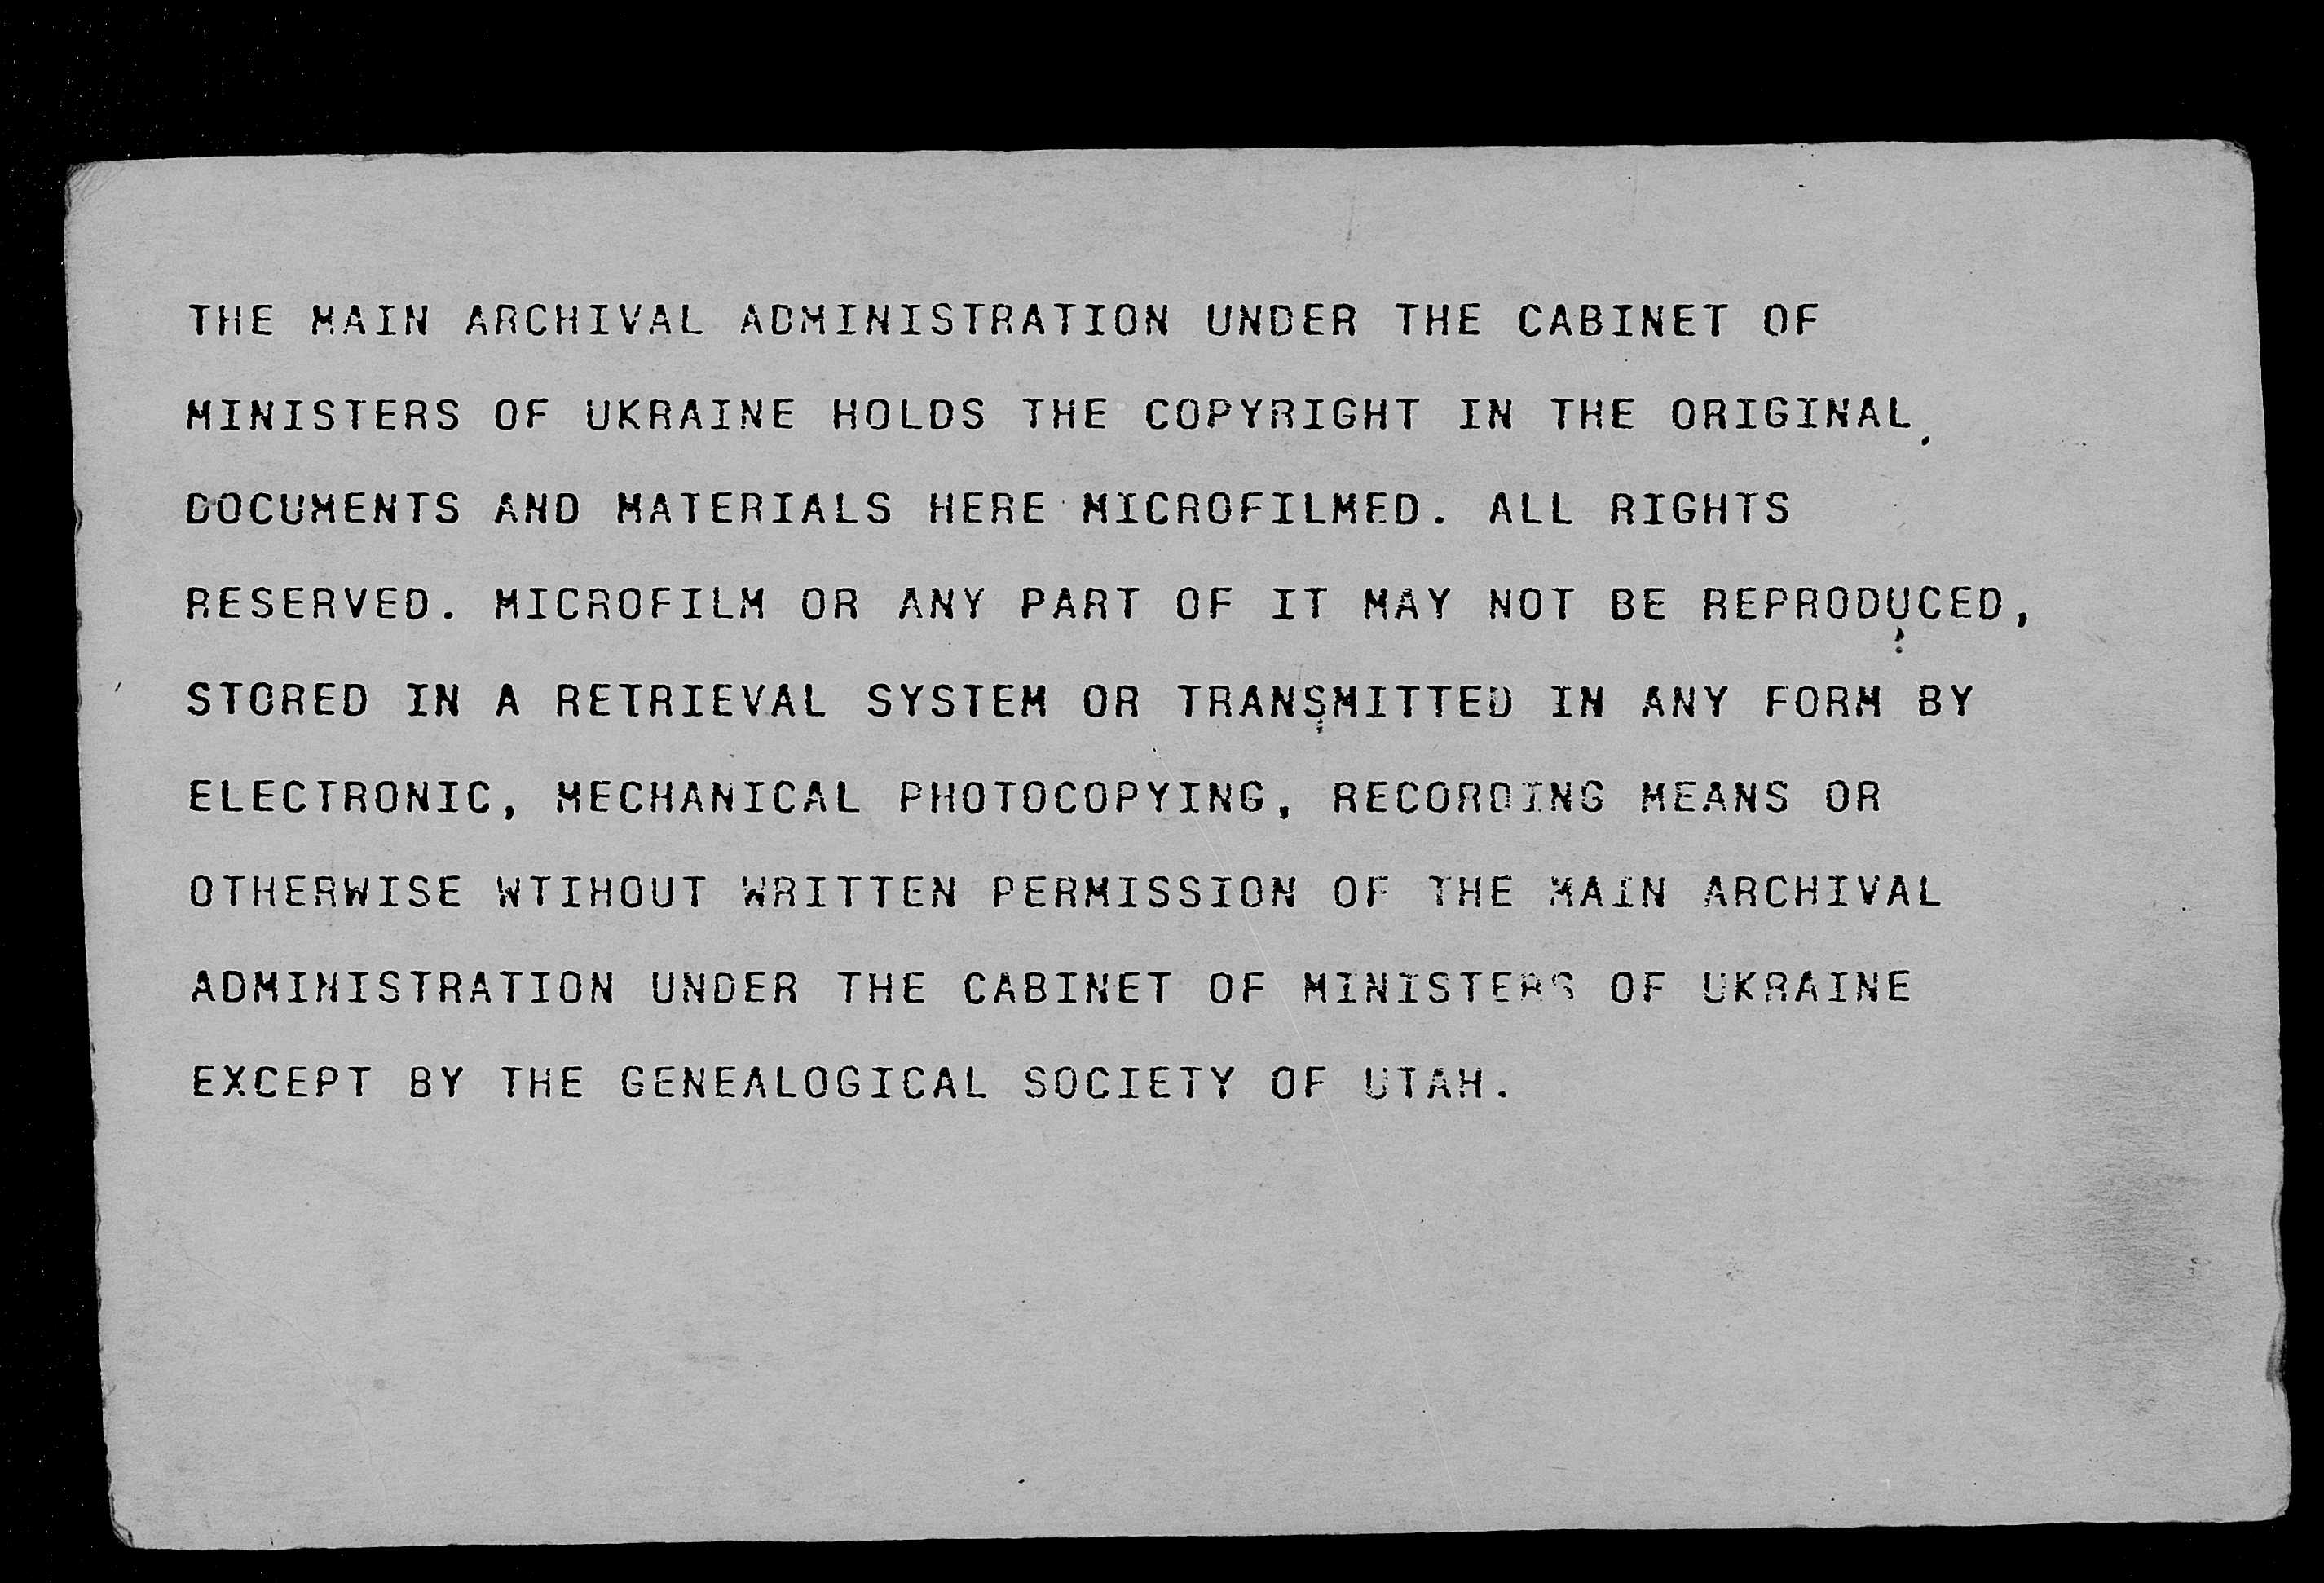 THE MAIN ARCHIVAL ADMINISTRATION UNDER THE CABINET OF
MINISTERS OF UKRAINE HOLDS THE COPYRIGHT IN THE ORIGINAL
DOCUMENTS AND MATERIALS HERE MICROFILMED. ALL RIGHTS
RESERVED. MICROFILM OR ANY PART OF IT MAY NOT BE REPRODUCED,
STORED IN A RETRIEVAL SYSTEM OR TRANSMITTED IN ANY FORM BY
ELECTRONIC, MECHANICAL PHOTOCOPYING, RECORDING MEANS OR
OTHERWISE WTIHOUT WRITTEN PERMISSION OF THE MAIN ARCHIVAL
ADMINISTRATION UNDER THE CABINET OF MINISTERS OF UKRAINE
EXCEPT BY THE GENEALOGICAL SOCIETY OF UTAH.